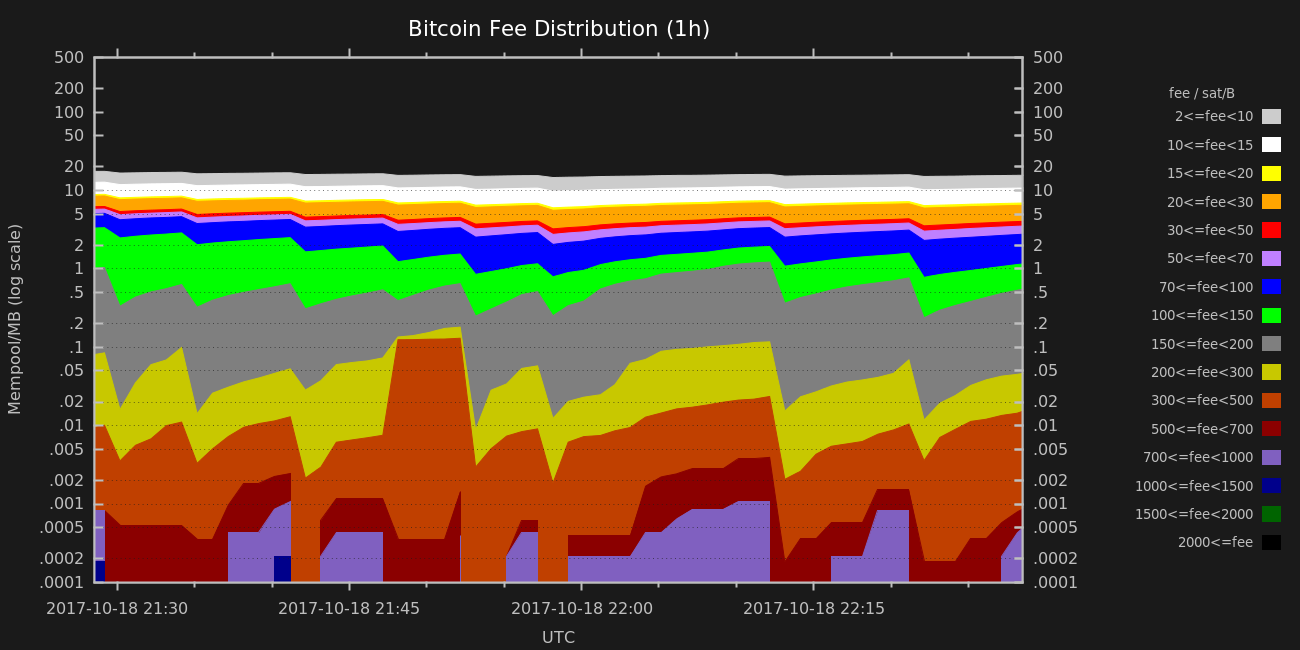 Bitcoin Fee Distribution (1h)
Mempool/MB (log scale)
500
200
100
50
20
10
5
2
1
.5
.2
.1
.05
.02
.01
.005
.002
.001
.0005
.0002
.0001
500
200
100
50
20
10
5
2
1
.5
.2
.1
.05
.02
.01
.005
.002
.001
.0005
.0002
.0001
2017-10-18 21:30 2017-10-18 21:45 2017-10-18 22:00 2017-10-18 22:15
UTC
fee / sat/B
2<=fee<10
10<=fee<15
15<=fee<20
20<=fee<30
30<=fee<50
50<=fee<70
70<=fee<100
100<=fee<150
150<=fee<200
200<=fee<300
300<=fee<500
500<=fee<700
700<=fee<1000
1000<=fee<1500
1500<=fee<2000
2000<=fee